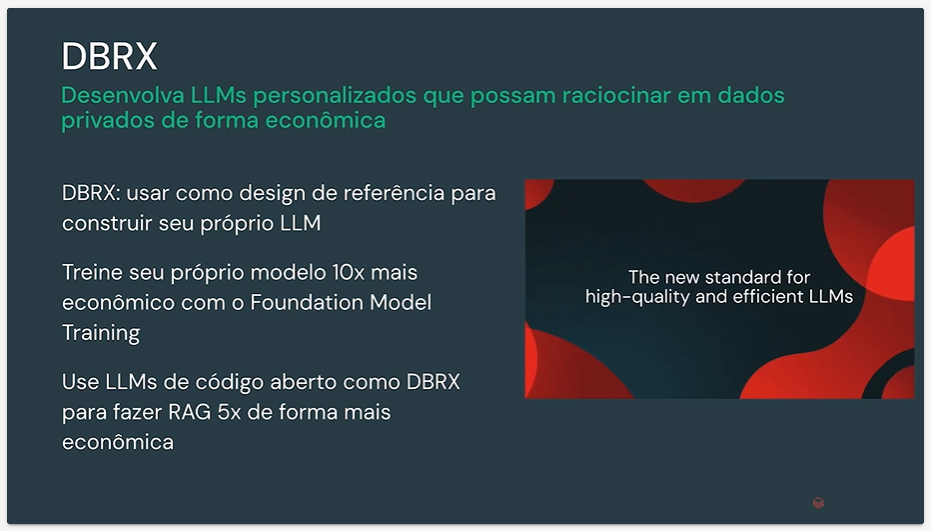 DBRX
Desenvolva LLMs personalizados que possam raciocinar em dados
privados de forma econômica
DBRX: usar como design de referência para
construir seu próprio LLM
Treine seu próprio modelo 10x mais
econômico com o Foundation Model
Training
Use LLMs de código aberto como DBRX
para fazer RAG 5x de forma mais
econômica
The new standard for
high-quality and efficient LLMs